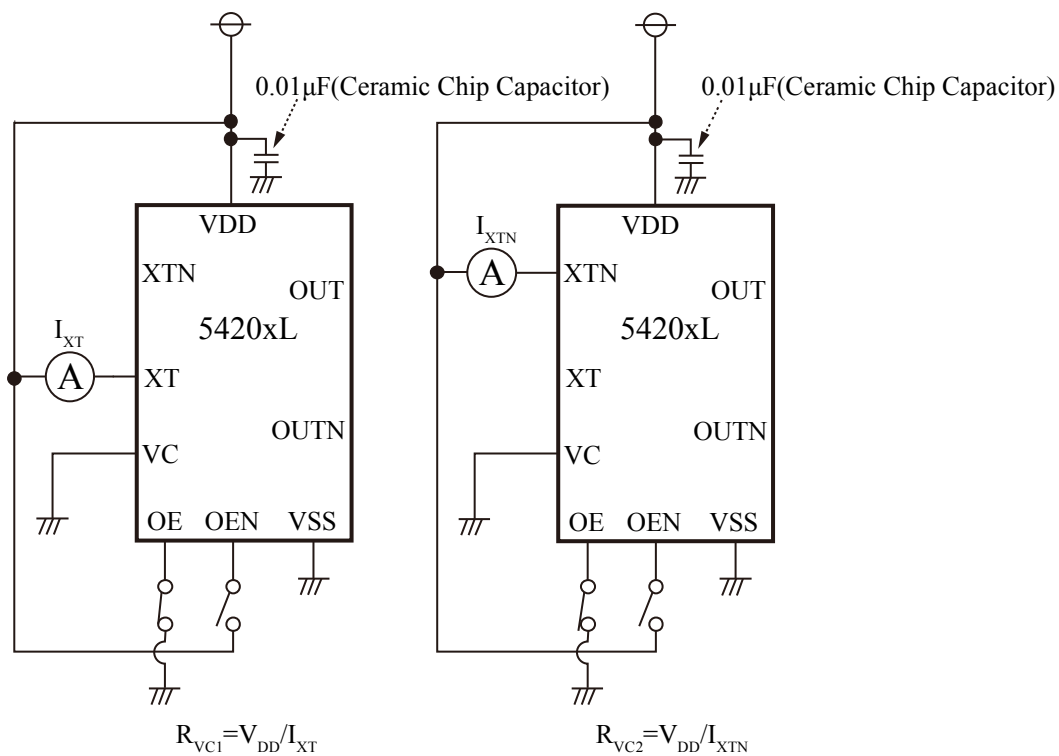 0.01μF(Ceramic Chip Capacitor)
VDD
XTN
OUT
5420xL
I_XT
A
XT
OUTN
VC
OE OEN VSS
R_VC1=V_DD/I_XT
0.01μF(Ceramic Chip Capacitor)
VDD
I_XTN
A
XTN
OUT
5420xL
XT
OUTN
VC
OE OEN VSS
R_VC2=V_DD/I_XTN